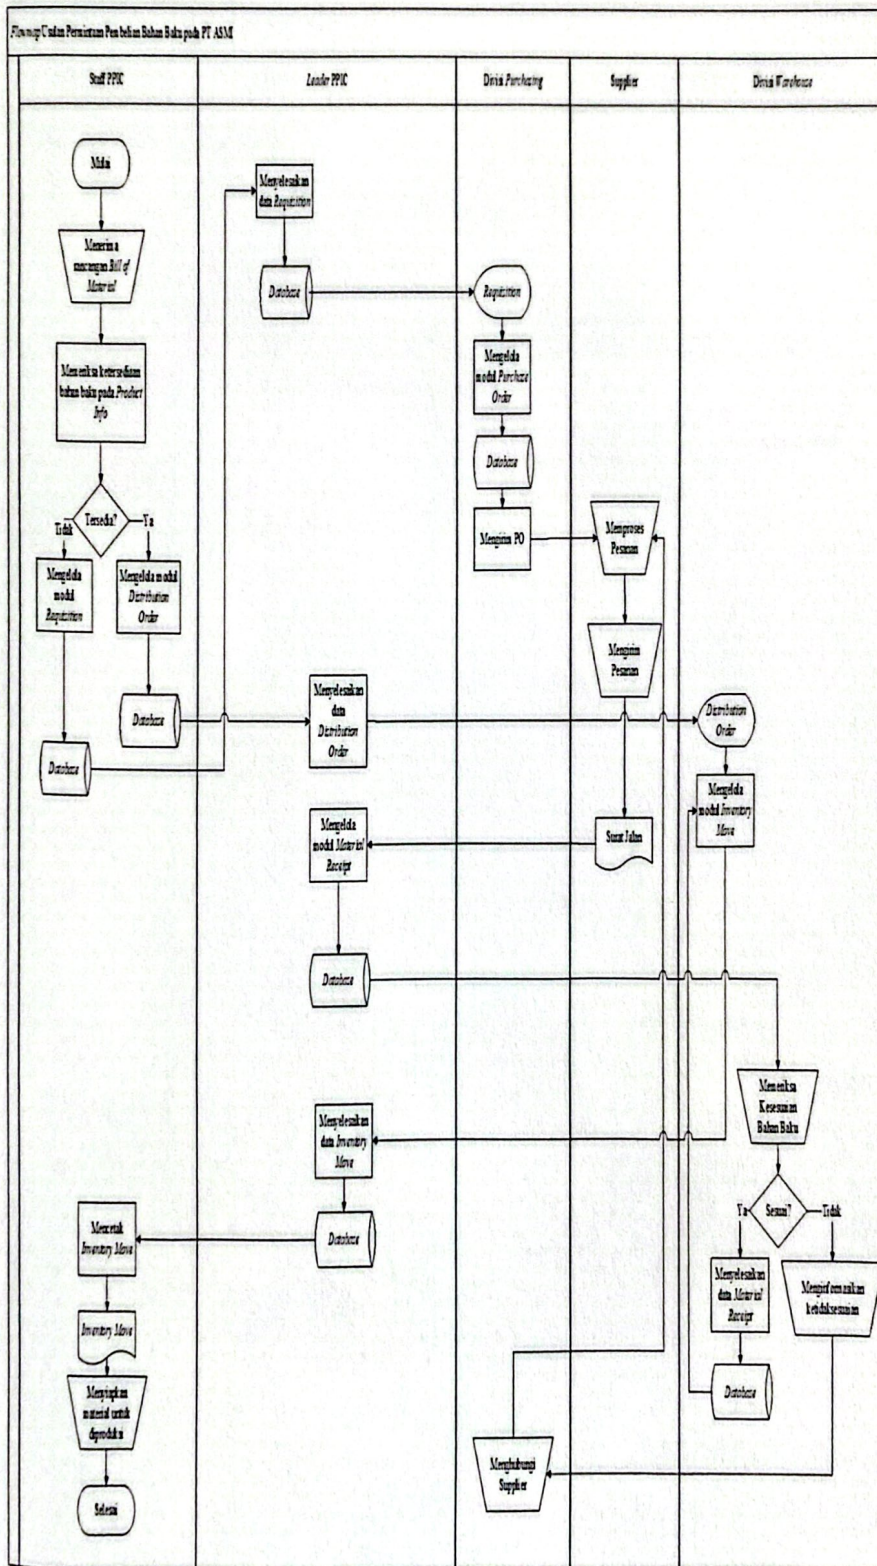 Flowmap Usulan Permintaan Pembelian Bahan Baku pada PT ASMI
Staff PPIC
Leader PPIC
Divisi Purchasing
Supplier
Divisi Warehouse
Mulai
Menerima
rancangan Bill of
Material
Memeriksa ketersediaan
bahan baku pada Product
Info
Tersedia?
Tidak
Ya
Mengelola
modul
Requisition
Mengelola modul
Distribution
Order
Database
Database
Menyelesaikan
data Requisition
Database
Requisition
Mengelola
modul Purchase
Order
Database
Mengirim PO
Memproses
Pesanan
Mengirim
Pesanan
Menyelesaikan
data
Distribution
Order
Distribution
Order
Mengelola
modul Inventory
Move
Surat Jalan
Mengelola
modul Material
Receipt
Database
Memeriksa
Kesesuaian
Bahan Baku
Sesuai?
Ya
Tidak
Menyelesaikan
data Material
Receipt
Menginformasikan
ketidaksesuaian
Database
Menghubungi
Supplier
Menyelesaikan
data Inventory
Move
Database
Mencetak
Inventory Move
Inventory Move
Menyiapkan
material untuk
diproduksi
Selesai